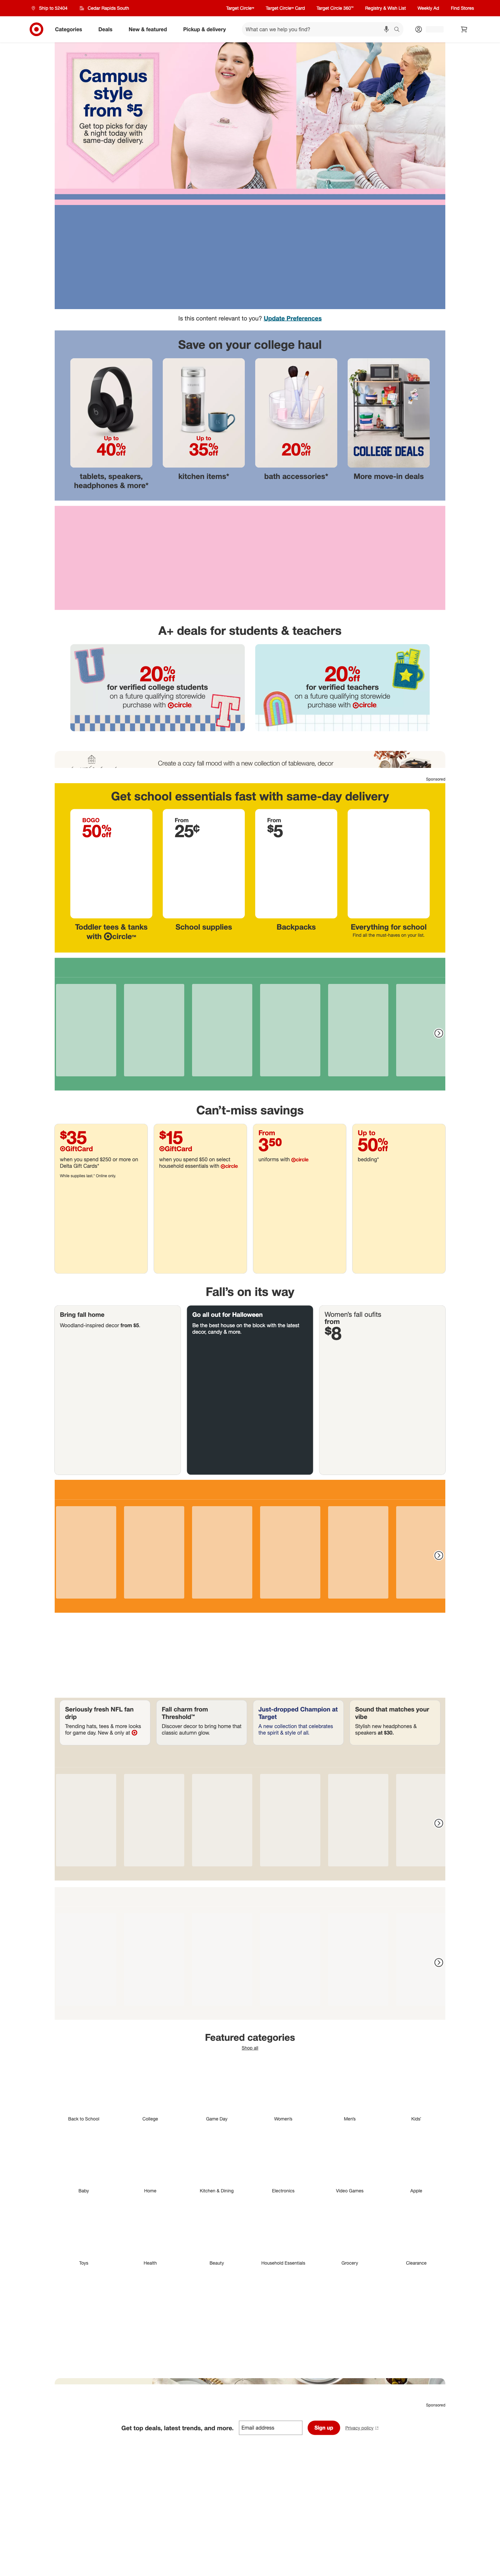 Ship to 52404
Cedar Rapids South
Target Circle™
Target Circle™ Card
Target Circle 360™
Registry & Wish List
Weekly Ad
Find Stores
Categories
Deals
New & featured
Pickup & delivery
What can we help you find?
Campus
style
from $5
Get top picks for day
& night today with
same-day delivery.
Is this content relevant to you? Update Preferences
Save on your college haul
Up to
40% off
tablets, speakers,
headphones & more*
Up to
35% off
kitchen items*
20% off
bath accessories*
COLLEGE DEALS
More move-in deals
A+ deals for students & teachers
U
T
20% off
for verified college students
on a future qualifying storewide
purchase with circle
20% off
for verified teachers
on a future qualifying storewide
purchase with circle
Create a cozy fall mood with a new collection of tableware, decor
Sponsored
Get school essentials fast with same-day delivery
BOGO
50% off
Toddler tees & tanks
with circle™
From
25¢
School supplies
From
$5
Backpacks
Everything for school
Find all the must-haves on your list.
Can't-miss savings
$35
GiftCard
when you spend $250 or more on
Delta Gift Cards*
While supplies last.* Online only.
$15
GiftCard
when you spend $50 on select
household essentials with circle
From
3⁵⁰
uniforms with circle
Up to
50% off
bedding*
Fall's on its way
Bring fall home
Woodland-inspired decor from $5.
Go all out for Halloween
Be the best house on the block with the latest
decor, candy & more.
Women's fall outfits
from
$8
Seriously fresh NFL fan
drip
Trending hats, tees & more looks
for game day. New & only at
Fall charm from
Threshold™
Discover decor to bring home that
classic autumn glow.
Just-dropped Champion at
Target
A new collection that celebrates
the spirit & style of all.
Sound that matches your
vibe
Stylish new headphones &
speakers at $30.
Featured categories
Shop all
Back to School
College
Game Day
Women's
Men's
Kids'
Baby
Home
Kitchen & Dining
Electronics
Video Games
Apple
Toys
Health
Beauty
Household Essentials
Grocery
Clearance
Sponsored
Get top deals, latest trends, and more.
Email address
Sign up
Privacy policy